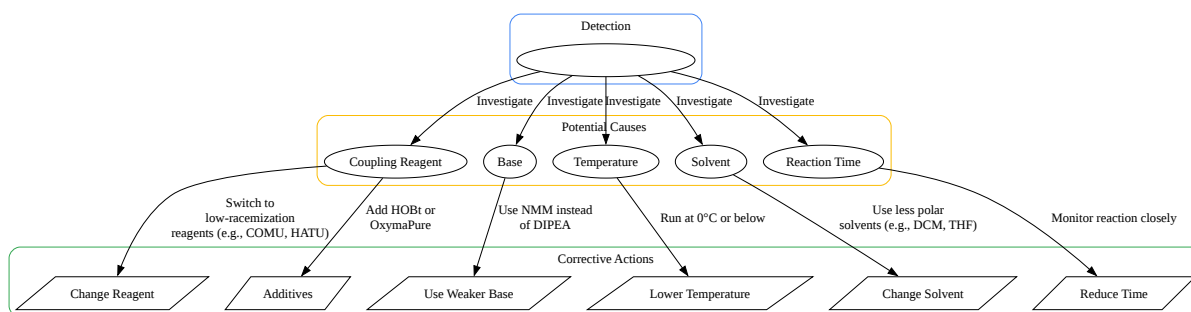 Detection
Investigate
Investigate
Investigate
Investigate
Investigate
Potential Causes
Coupling Reagent
Base
Temperature
Solvent
Reaction Time
Switch to
low-racemization
reagents (e.g., COMU, HATU)
Add HOBt or
OxymaPure
Use NMM instead
of DIPEA
Run at 0°C or below
Use less polar
solvents (e.g., DCM, THF)
Monitor reaction closely
Corrective Actions
Change Reagent
Additives
Use Weaker Base
Lower Temperature
Change Solvent
Reduce Time